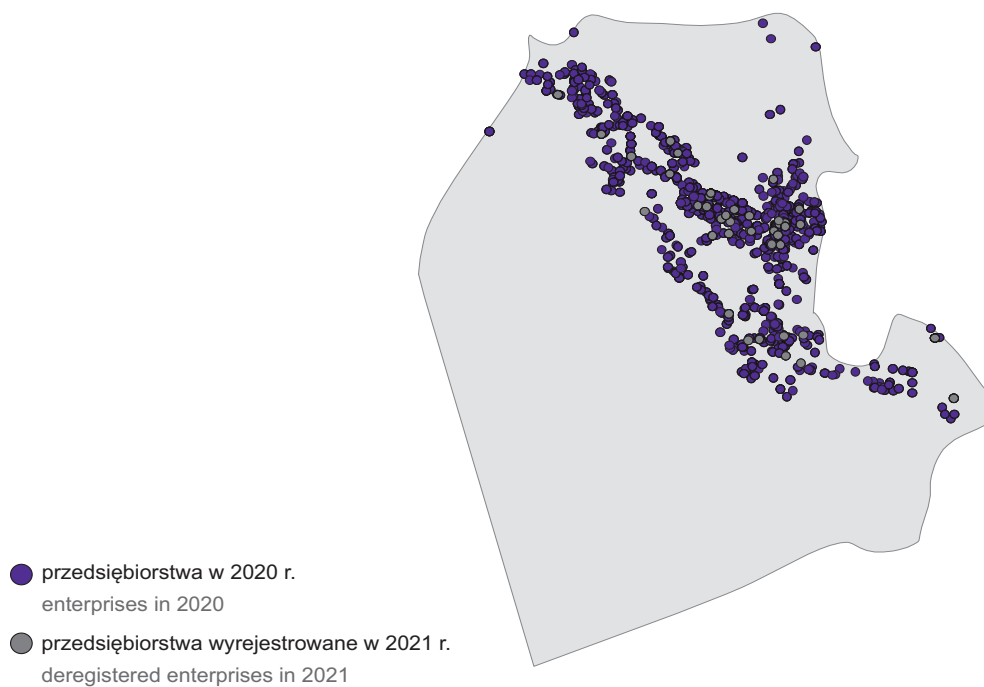 przedsiębiorstwa w 2020 r.
enterprises in 2020
przedsiębiorstwa wyrejestrowane w 2021 r.
deregistered enterprises in 2021